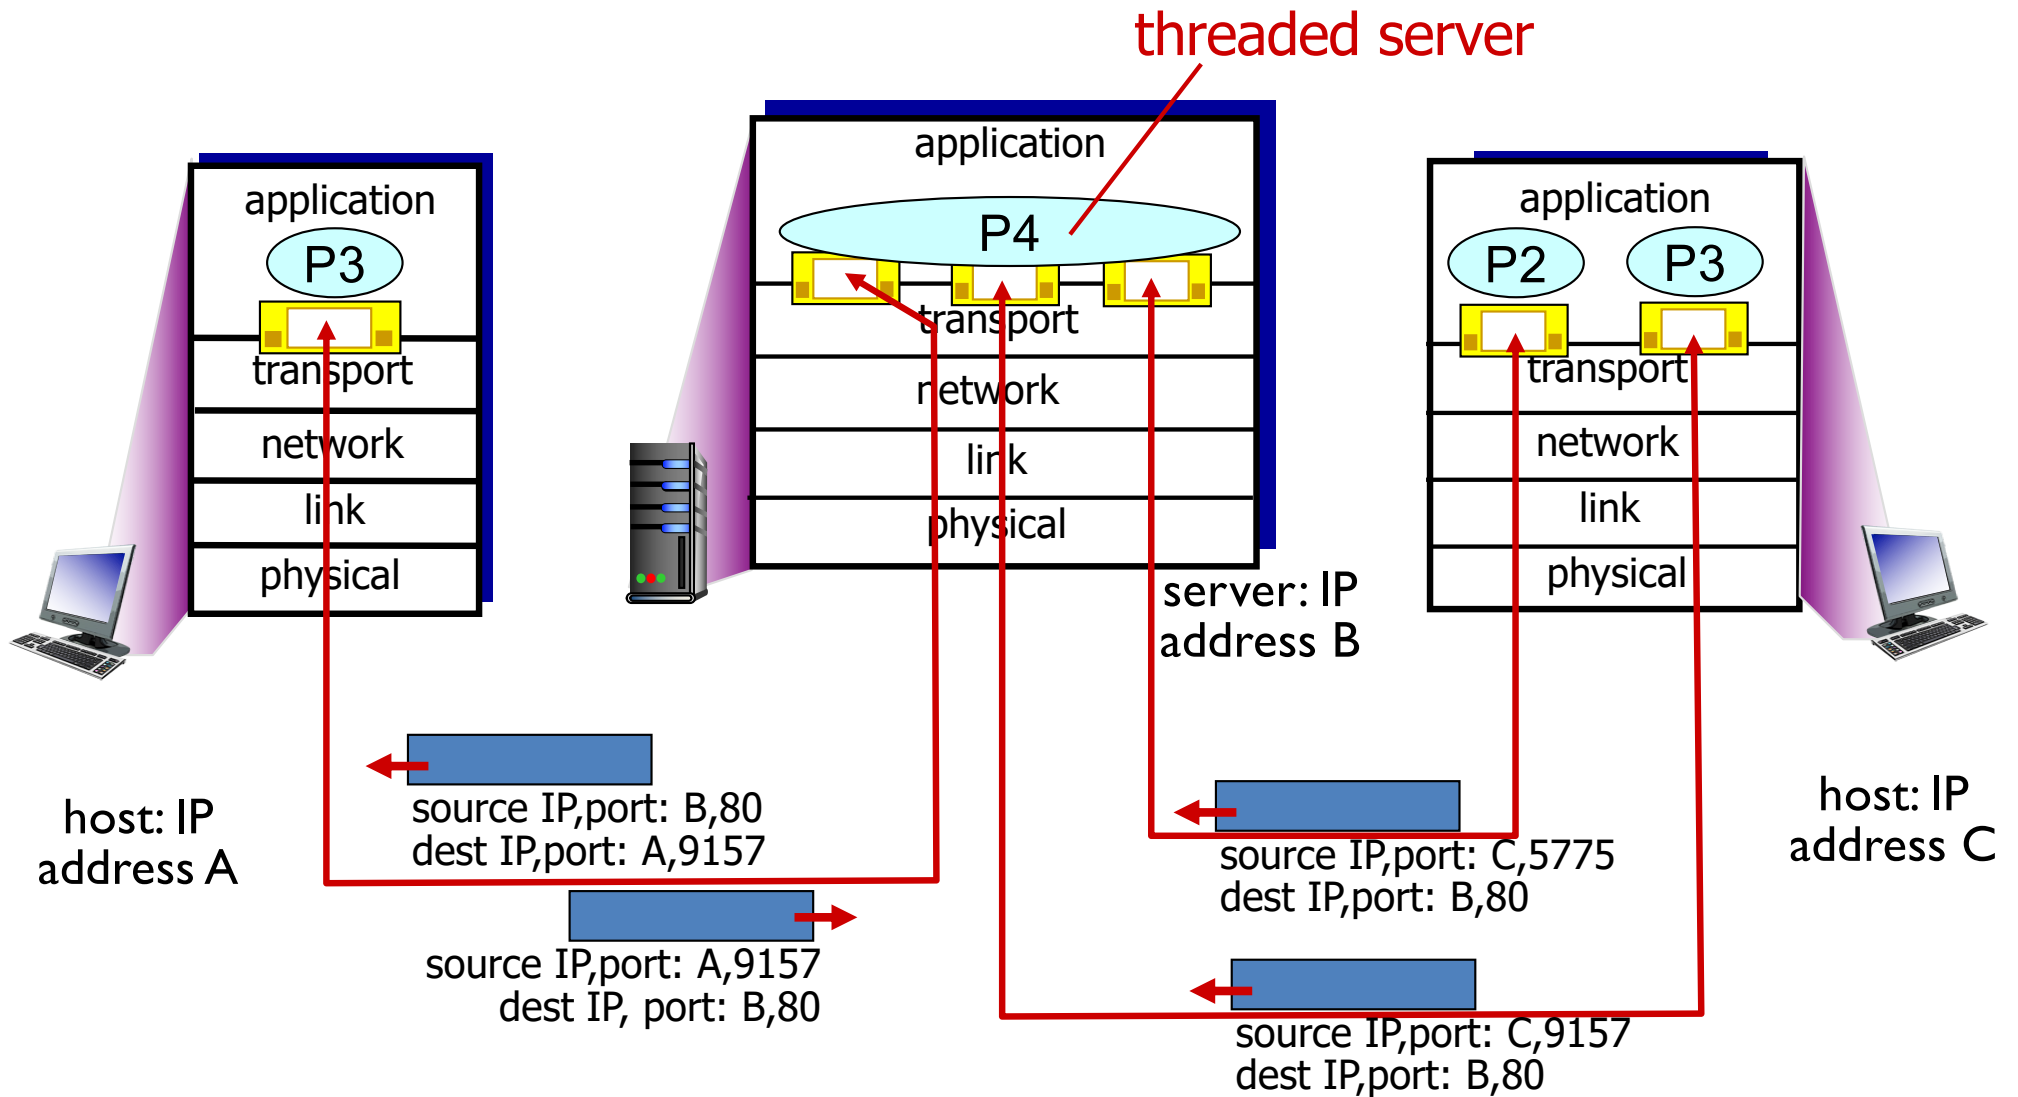 threaded server
application
P3
transport
network
link
physical
host: IP
address A
application
P4
transport
network
link
physical
server: IP
address B
application
P2
P3
transport
network
link
physical
host: IP
address C
source IP,port: B,80
dest IP,port: A,9157
source IP,port: A,9157
dest IP, port: B,80
source IP,port: C,5775
dest IP,port: B,80
source IP,port: C,9157
dest IP,port: B,80